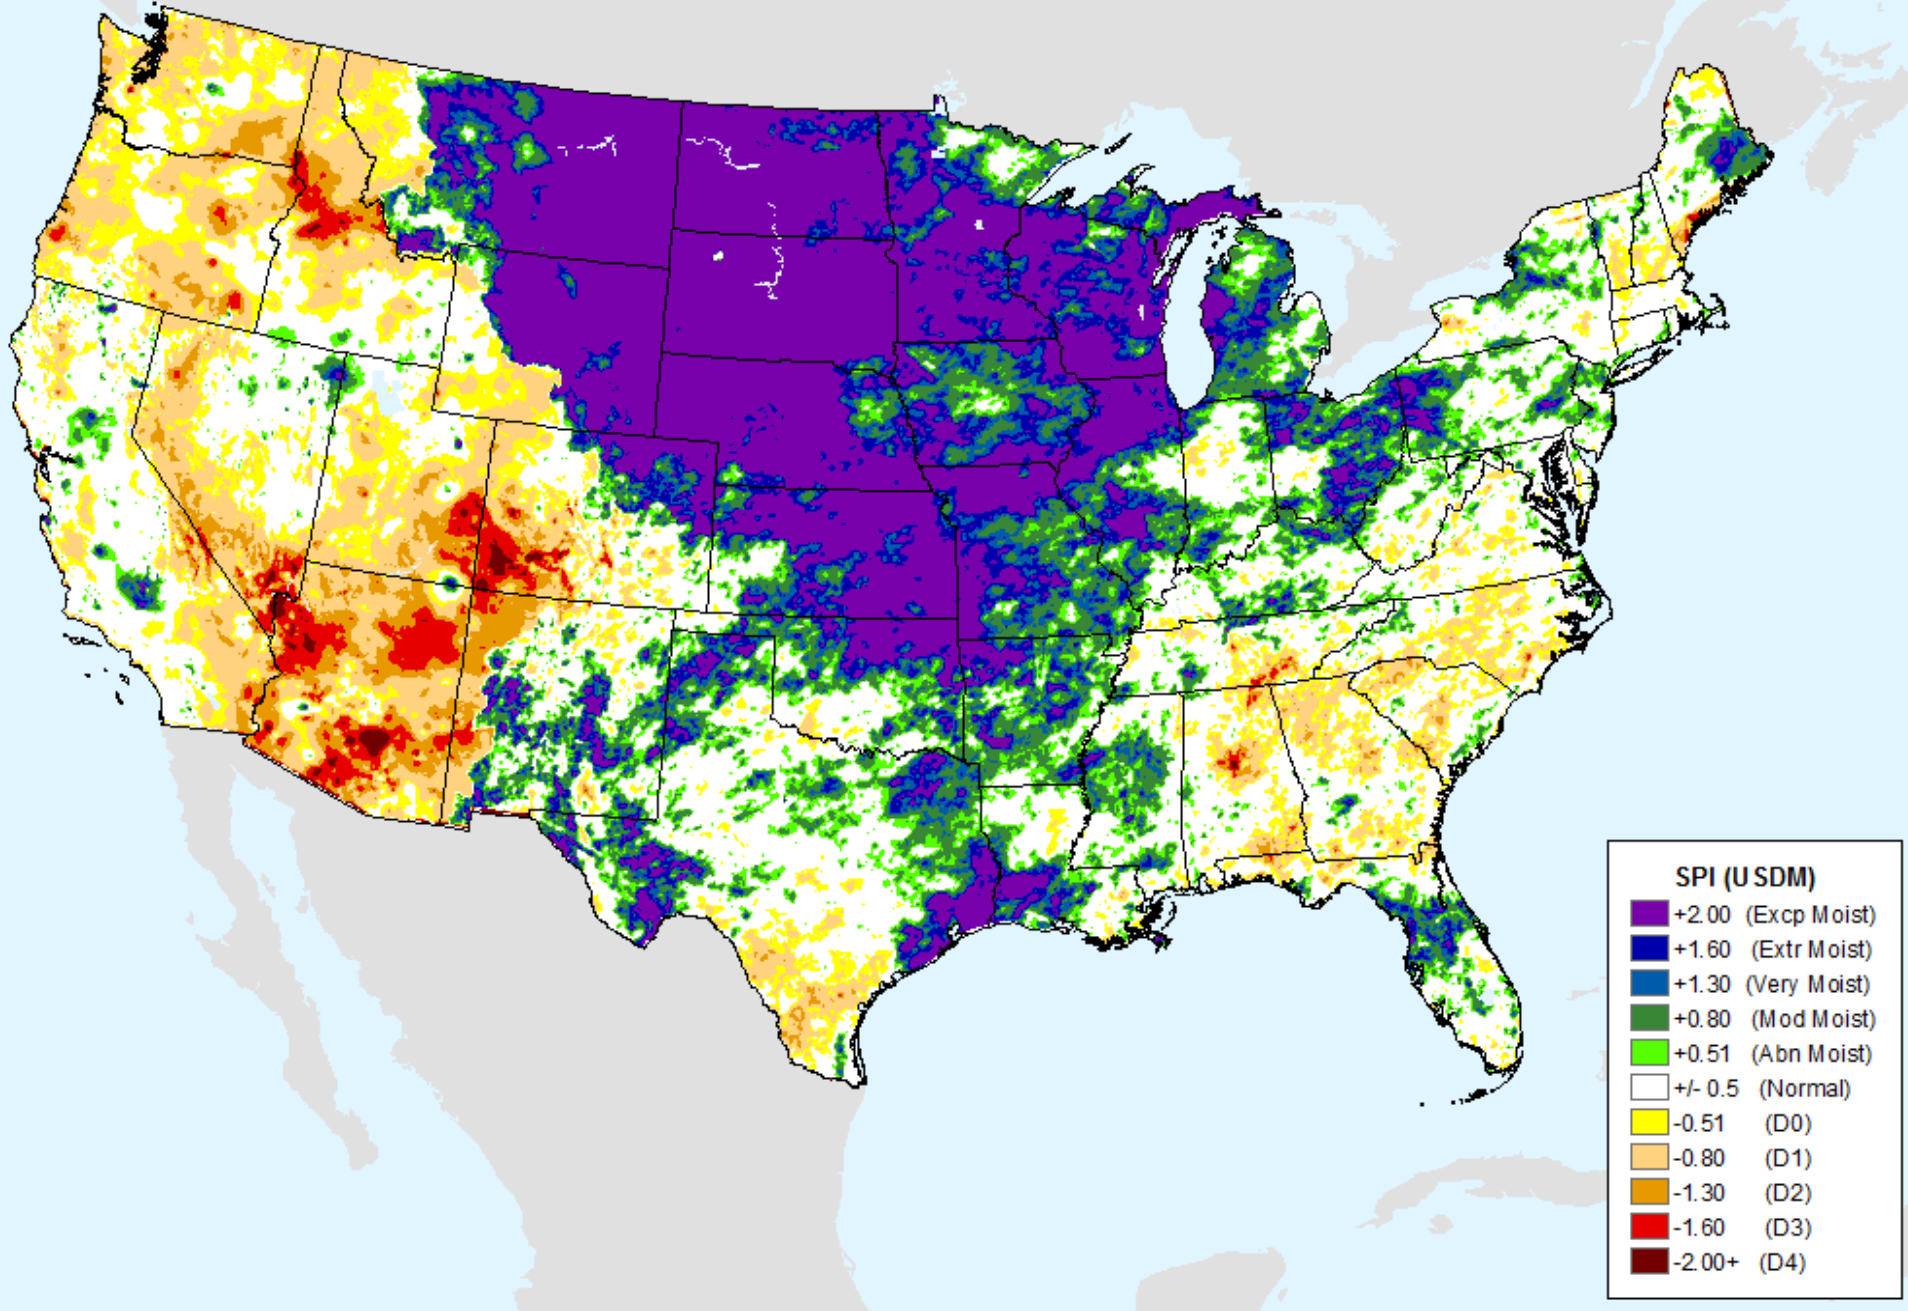 SPI (USDM)
+2.00 (Excp Moist)
+1.60 (Extr Moist)
+1.30 (Very Moist)
+0.80 (Mod Moist)
+0.51 (Abn Moist)
+/- 0.5 (Normal)
-0.51 (D0)
-0.80 (D1)
-1.30 (D2)
-1.60 (D3)
-2.00+ (D4)